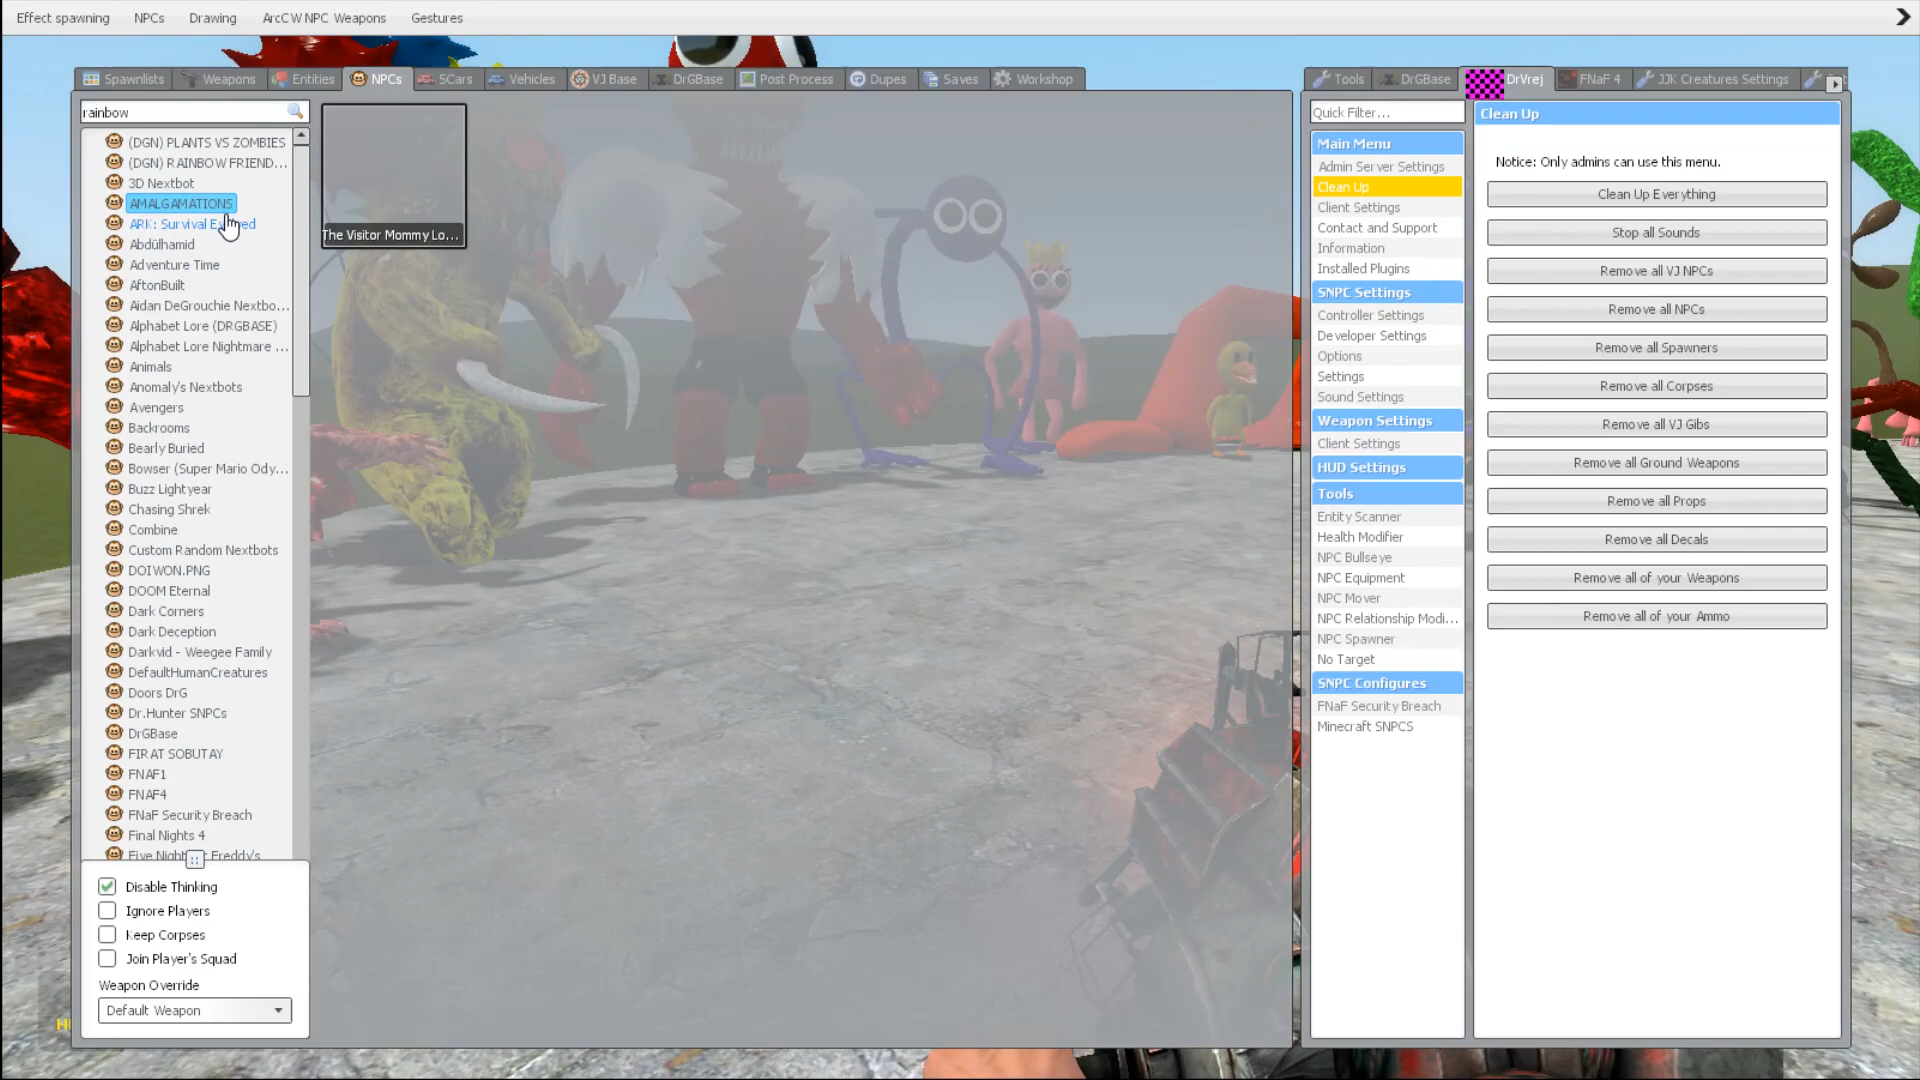 Effect spawning NPCs Drawing ArcCW NPC Weapons Gestures
Spawnlists Weapons Entities NPCs SCars Vehicles VJ Base DrGBase Post Process Dupes Saves Workshop
rainbow
(DGN) PLANTS VS ZOMBIES
(DGN) RAINBOW FRIEND...
3D Nextbot
AMALGAMATIONS
ARK: Survival
Abdülhamid
Adventure Time
AftonBuilt
Aidan DeGrouchie Nextbo...
Alphabet Lore (DRGBASE)
Alphabet Lore Nightmare ...
Animals
Anomaly's Nextbots
Avengers
Backrooms
Bearly Buried
Bowser (Super Mario Ody...
Buzz Lightyear
Chasing Shrek
Combine
Custom Random Nextbots
DOIWON.PNG
DOOM Eternal
Dark Corners
Dark Deception
Darkvid - Weegee Family
DefaultHumanCreatures
Doors DrG
Dr.Hunter SNPCs
DrGBase
FIRAT SOBUTAY
FNAF1
FNAF4
FNaF Security Breach
Final Nights 4
Five Freddy's
Disable Thinking
Ignore Players
Keep Corpses
Join Player's Squad
Weapon Override
Default Weapon
The Visitor Mommy Lo...
Tools DrGBase DrVrej FNaF 4 JJK Creatures Settings
Quick Filter...
Main Menu
Admin Server Settings
Clean Up
Client Settings
Contact and Support
Information
Installed Plugins
SNPC Settings
Controller Settings
Developer Settings
Options
Settings
Sound Settings
Weapon Settings
Client Settings
HUD Settings
Tools
Entity Scanner
Health Modifier
NPC Bullseye
NPC Equipment
NPC Mover
NPC Relationship Modi...
NPC Spawner
No Target
SNPC Configures
FNaF Security Breach
Minecraft SNPCS
Clean Up
Notice: Only admins can use this menu.
Clean Up Everything
Stop all Sounds
Remove all VJ NPCs
Remove all NPCs
Remove all Spawners
Remove all Corpses
Remove all VJ Gibs
Remove all Ground Weapons
Remove all Props
Remove all Decals
Remove all of your Weapons
Remove all of your Ammo